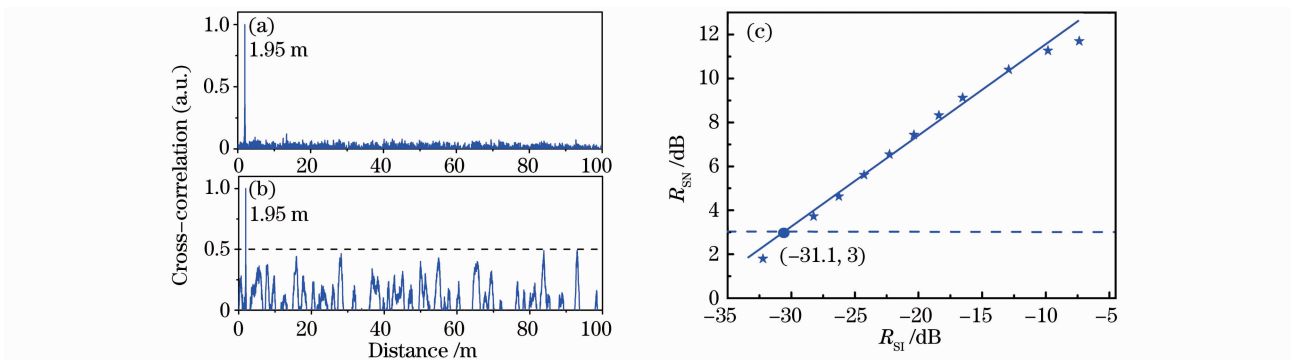 Cross-correlation (a.u.)
1.0
0.5
0
(a)
1.95 m
0 20 40 60 80 100
1.0
0.5
0
(b)
1.95 m
0 20 40 60 80 100
Distance /m
R_SN /dB
12
10
8
6
4
2
0
(c)
(−31.1, 3)
−35 −30 −25 −20 −15 −10 −5
R_SI /dB